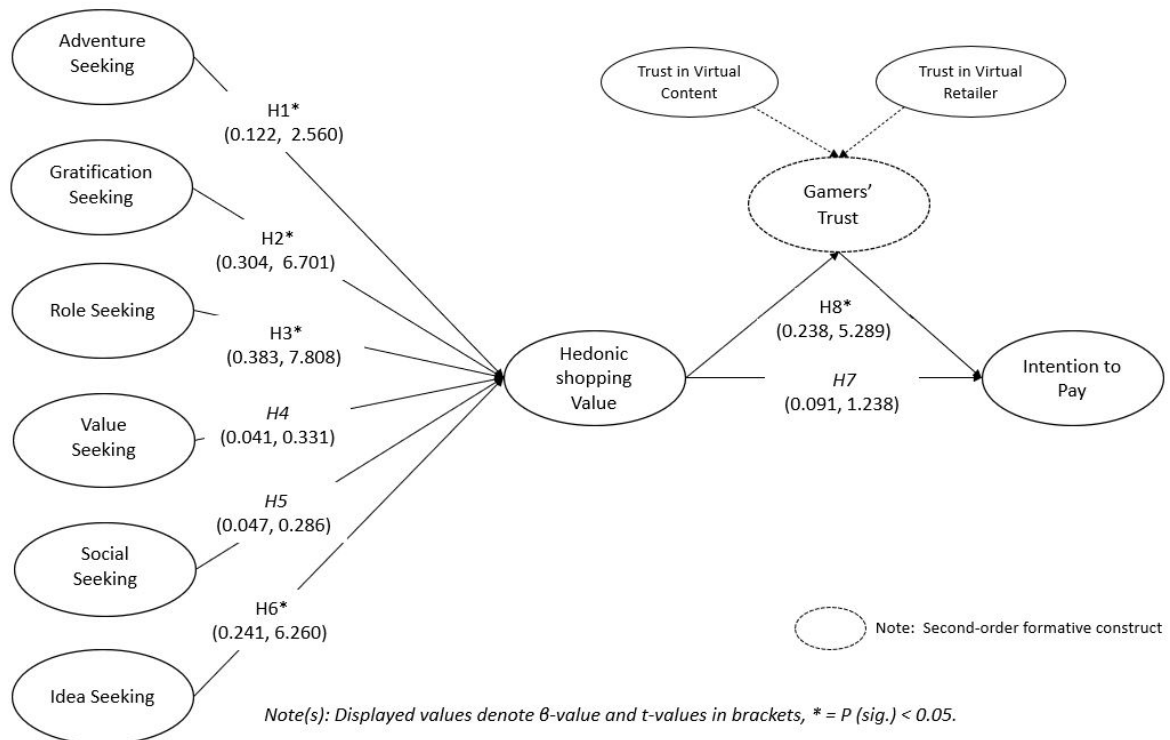 Adventure
Seeking
H1*
(0.122, 2.560)
Gratification
Seeking
H2*
(0.304, 6.701)
Role Seeking
H3*
(0.383, 7.808)
Value
Seeking
H4
(0.041, 0.331)
Social
Seeking
H5
(0.047, 0.286)
Idea Seeking
H6*
(0.241, 6.260)
Hedonic
shopping
Value
Trust in Virtual
Content
Trust in Virtual
Retailer
Gamers’
Trust
H8*
(0.238, 5.289)
H7
(0.091, 1.238)
Intention to
Pay
Note: Second-order formative construct
Note(s): Displayed values denote β-value and t-values in brackets, * = P (sig.) < 0.05.